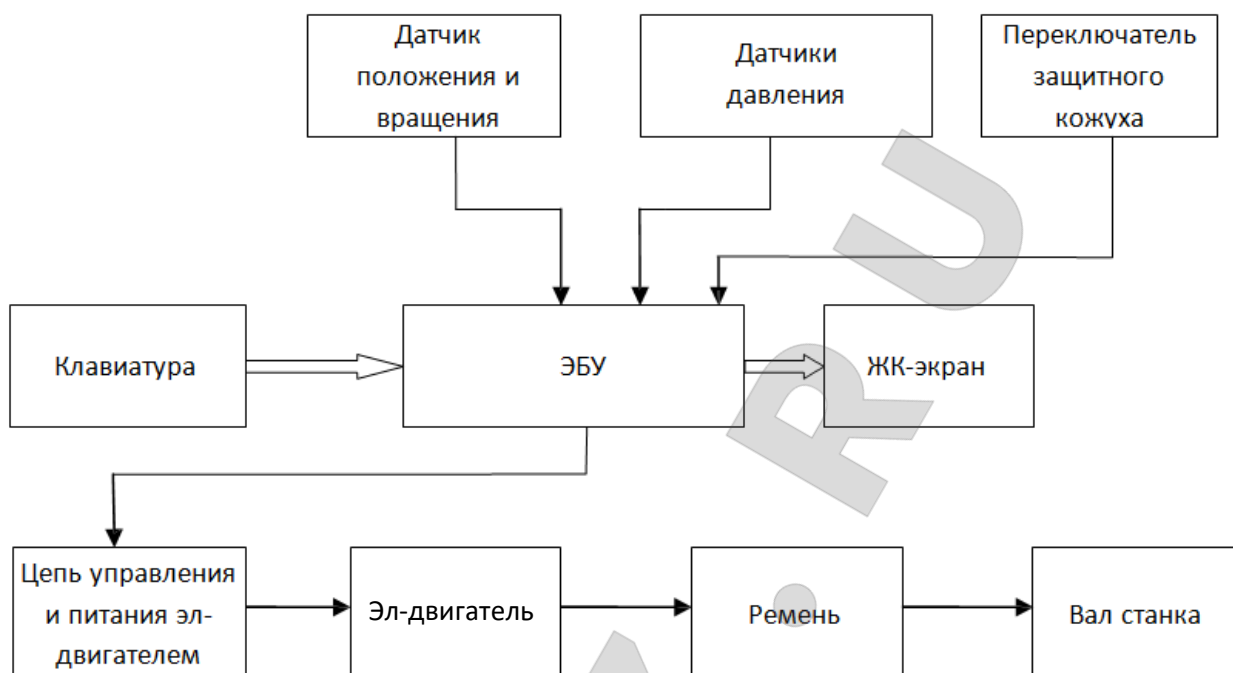 Датчик
положения и
вращения
Датчики
давления
Переключатель
защитного
кожуха
Клавиатура
ЭБУ
ЖК-экран
Цепь управления
и питания эл-
двигателем
Эл-двигатель
Ремень
Вал станка
. R U